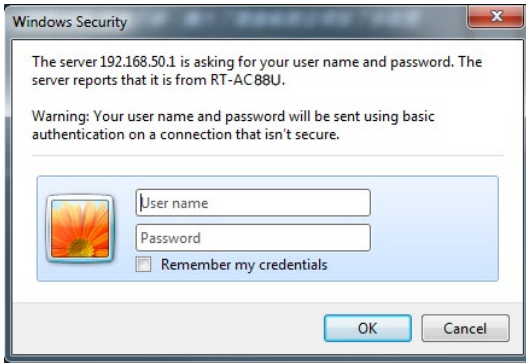 Windows Security
The server 192.168.50.1 is asking for your user name and password. The
server reports that it is from RT-AC88U.
Warning: Your user name and password will be sent using basic
authentication on a connection that isn't secure.
User name
Password
Remember my credentials
OK Cancel